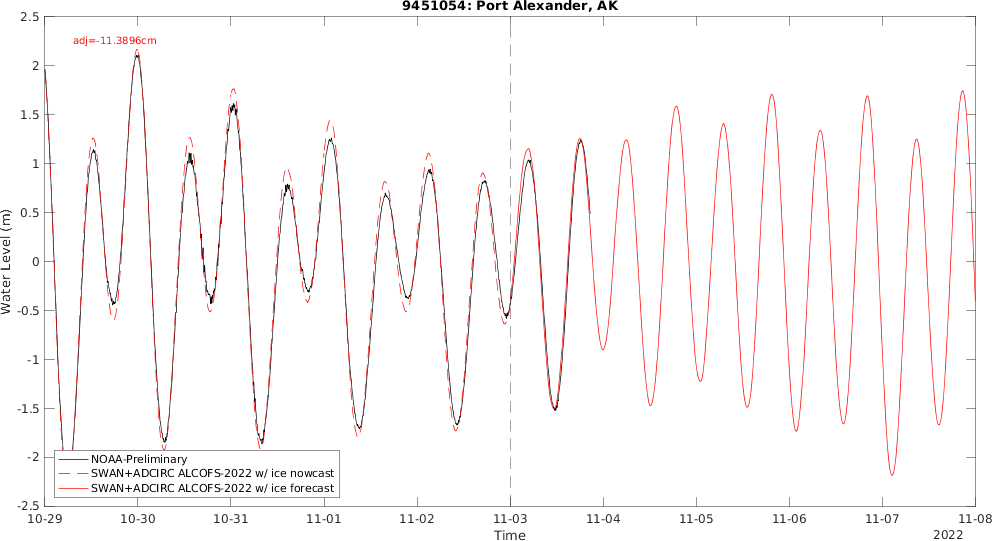 9451054: Port Alexander, AK
adj=-11.3896cm
2.5
2
1.5
1
0.5
0
-0.5
-1
-1.5
-2
-2.5
Water Level (m)
NOAA-Preliminary
SWAN+ADCIRC ALCOFS-2022 w/ ice nowcast
SWAN+ADCIRC ALCOFS-2022 w/ ice forecast
10-29 10-30 10-31 11-01 11-02 11-03 11-04 11-05 11-06 11-07 11-08
Time
2022